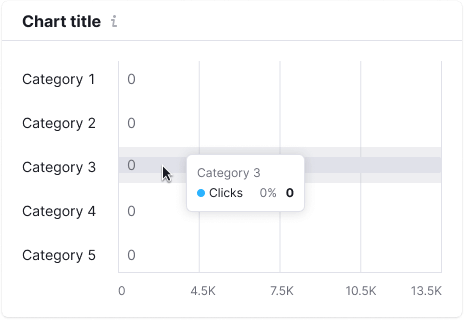 Chart title i
Category 1 0
Category 2 0
Category 3 0
Category 3
Clicks 0% 0
Category 4 0
Category 5 0
0 4.5K 7.5K 10.5K 13.5K